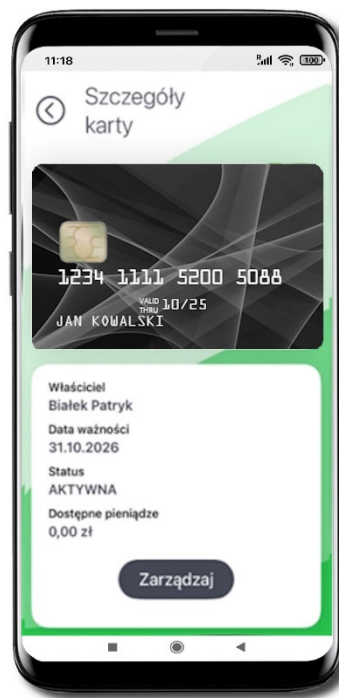 11:18
100
Szczegóły
karty
1234 1111 5200 5088
VALID
THRU 10/25
JAN KOWALSKI
Właściciel
Białek Patryk
Data ważności
31.10.2026
Status
AKTYWNA
Dostępne pieniądze
0,00 zł
Zarządzaj